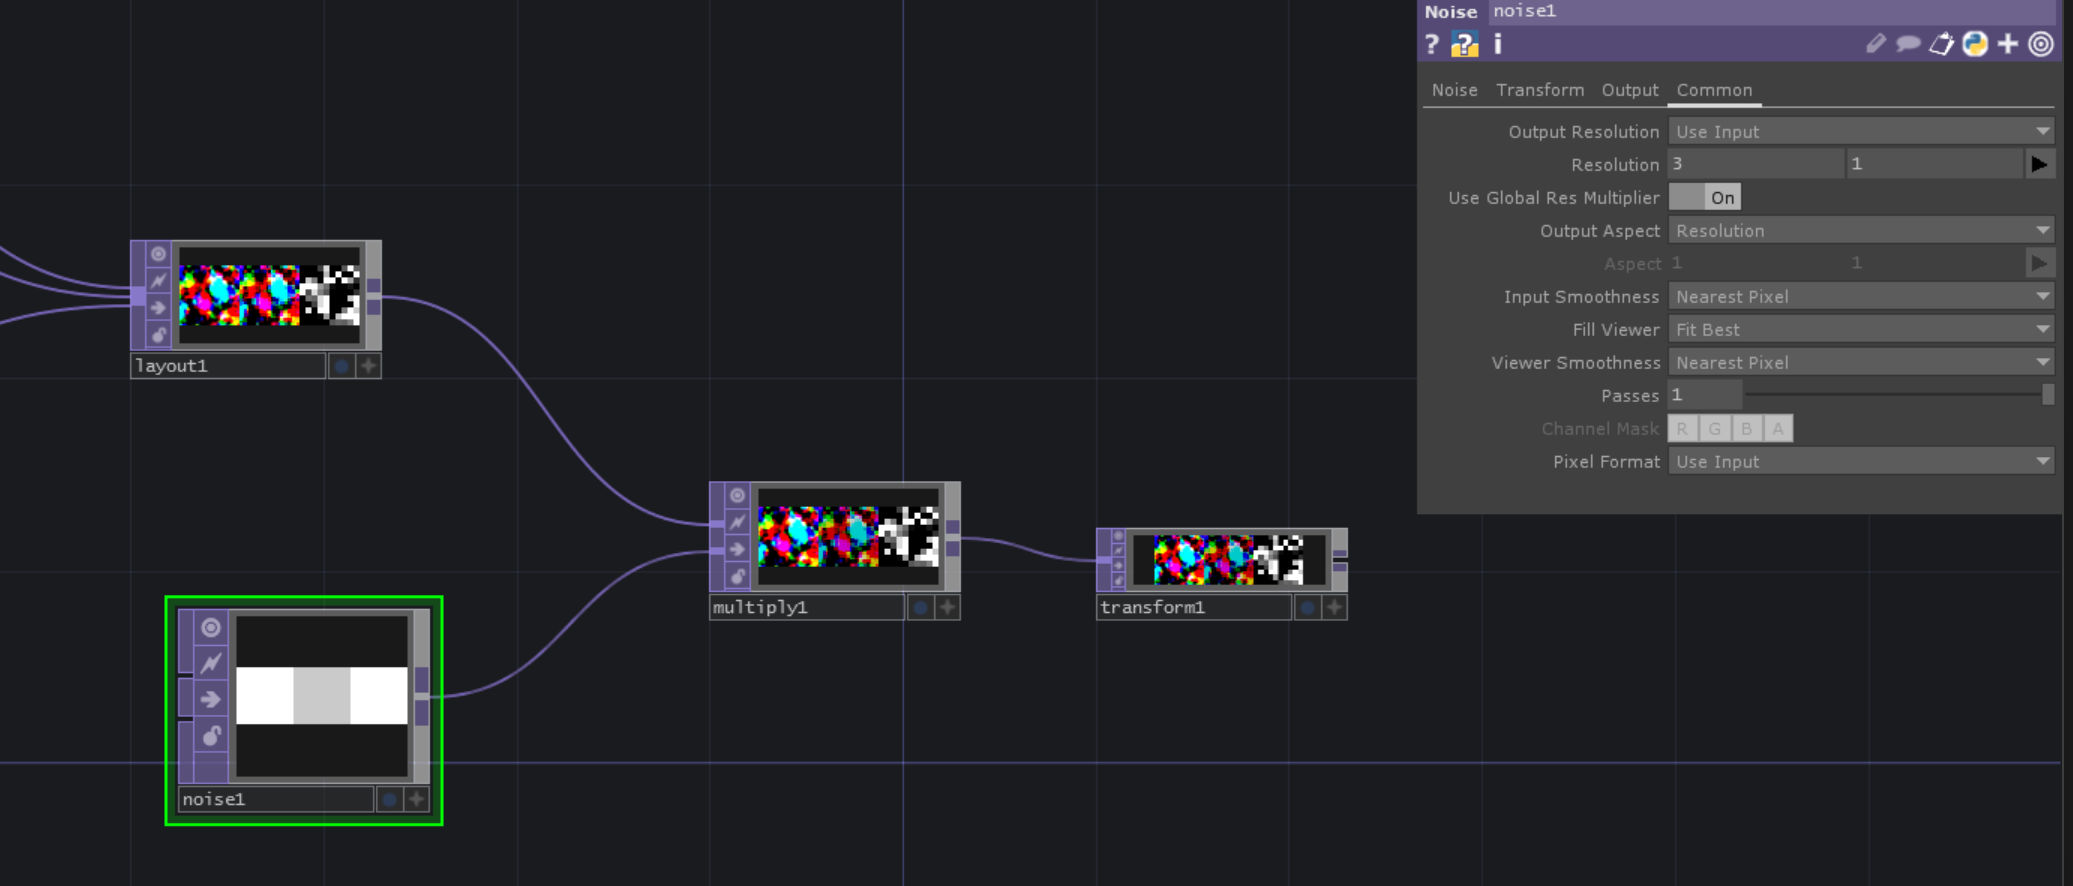 Noise noise1
? ? i
Noise Transform Output Common
Output Resolution Use Input
Resolution 3 1
Use Global Res Multiplier On
Output Aspect Resolution
Aspect 1 1
Input Smoothness Nearest Pixel
Fill Viewer Fit Best
Viewer Smoothness Nearest Pixel
Passes 1
Channel Mask R G B A
Pixel Format Use Input
layout1
multiply1
transform1
noise1